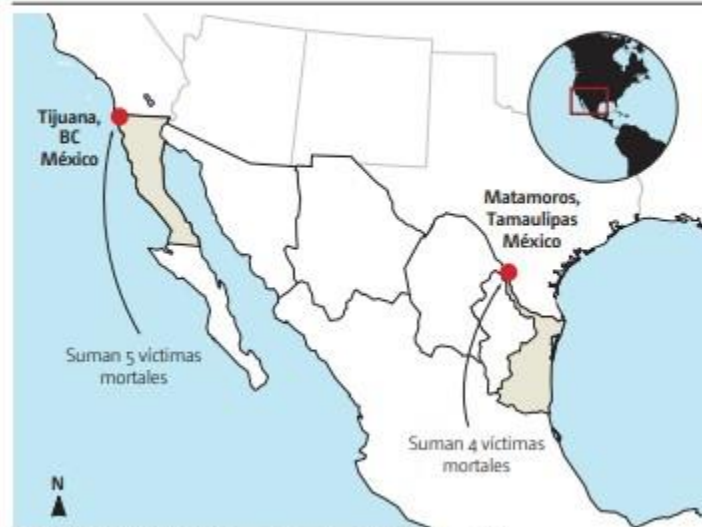 Tijuana,
BC
México
Matamoros,
Tamaulipas
México
Suman 5 víctimas
mortales
Suman 4 víctimas
mortales
N